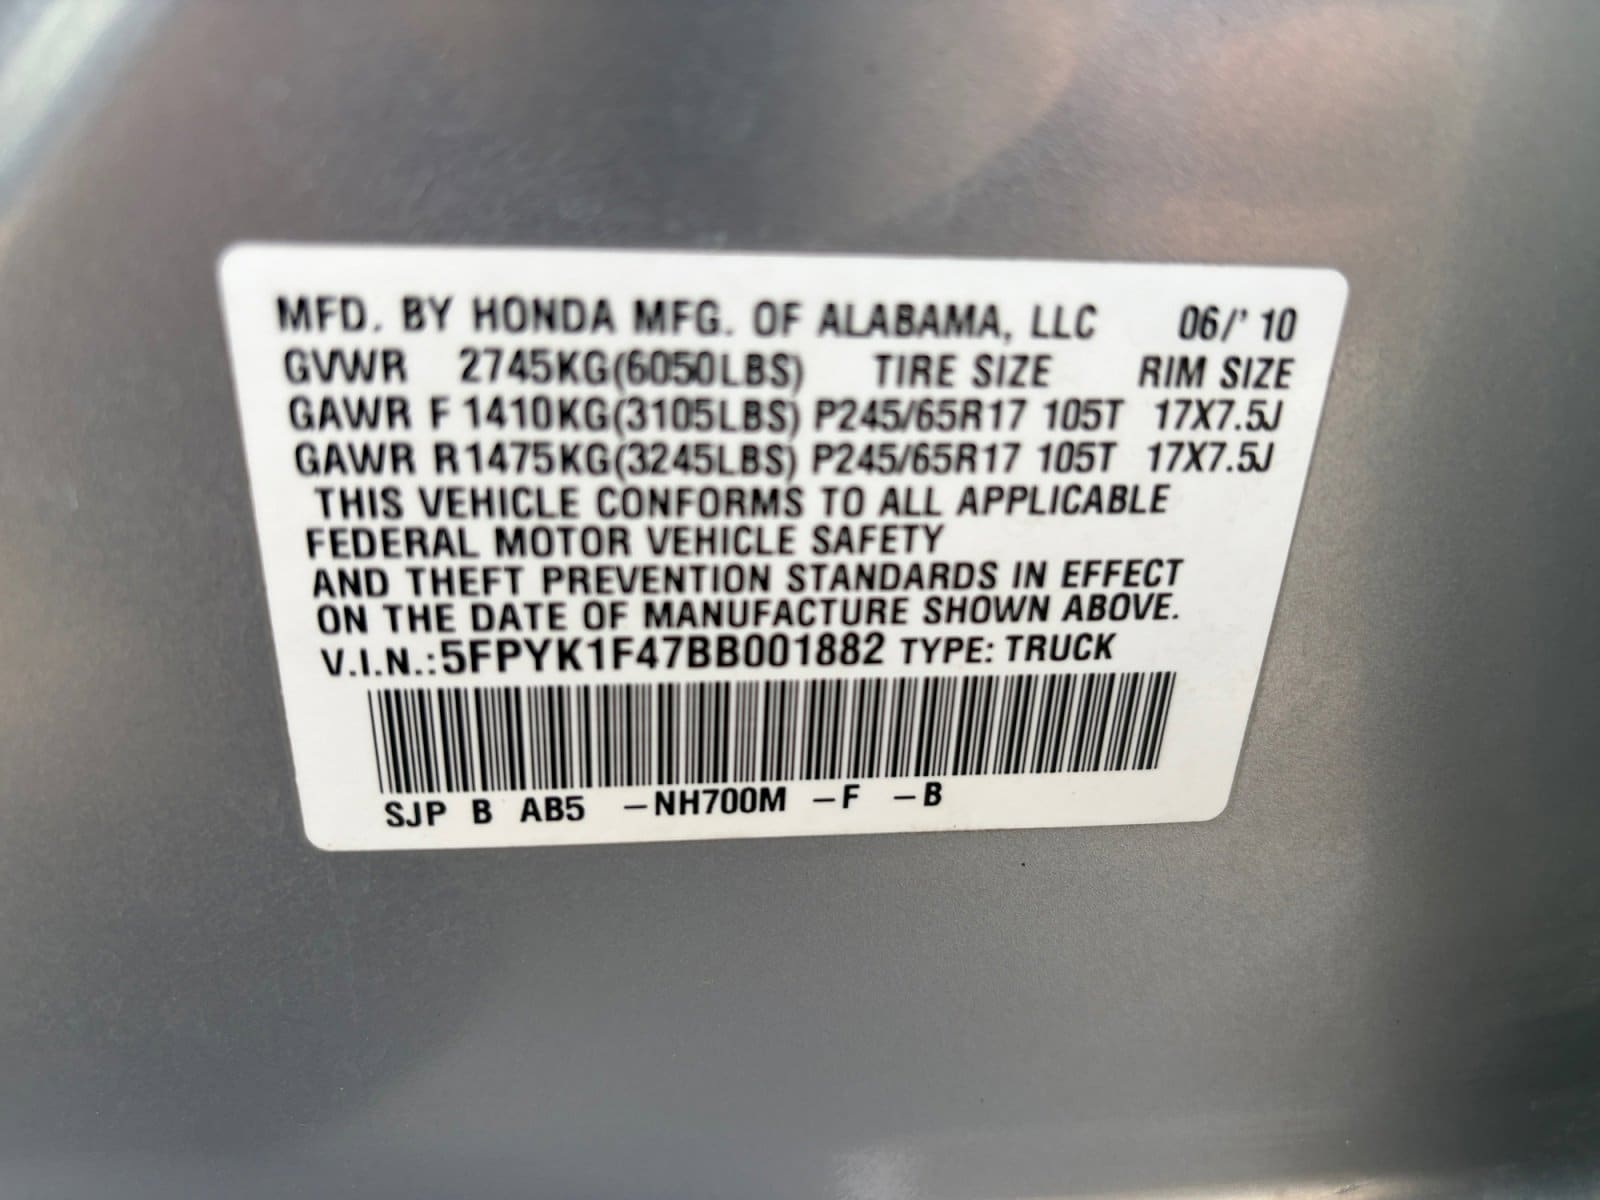 MFD. BY HONDA MFG. OF ALABAMA, LLC 06/' 10
GVWR 2745KG(6050LBS) TIRE SIZE RIM SIZE
GAWR F 1410KG(3105LBS) P245/65R17 105T 17X7.5J
GAWR R 1475KG(3245LBS) P245/65R17 105T 17X7.5J
THIS VEHICLE CONFORMS TO ALL APPLICABLE
FEDERAL MOTOR VEHICLE SAFETY
AND THEFT PREVENTION STANDARDS IN EFFECT
ON THE DATE OF MANUFACTURE SHOWN ABOVE.
V.I.N.:5FPYK1F47BB001882 TYPE: TRUCK
SJP B AB5 –NH700M –F –B